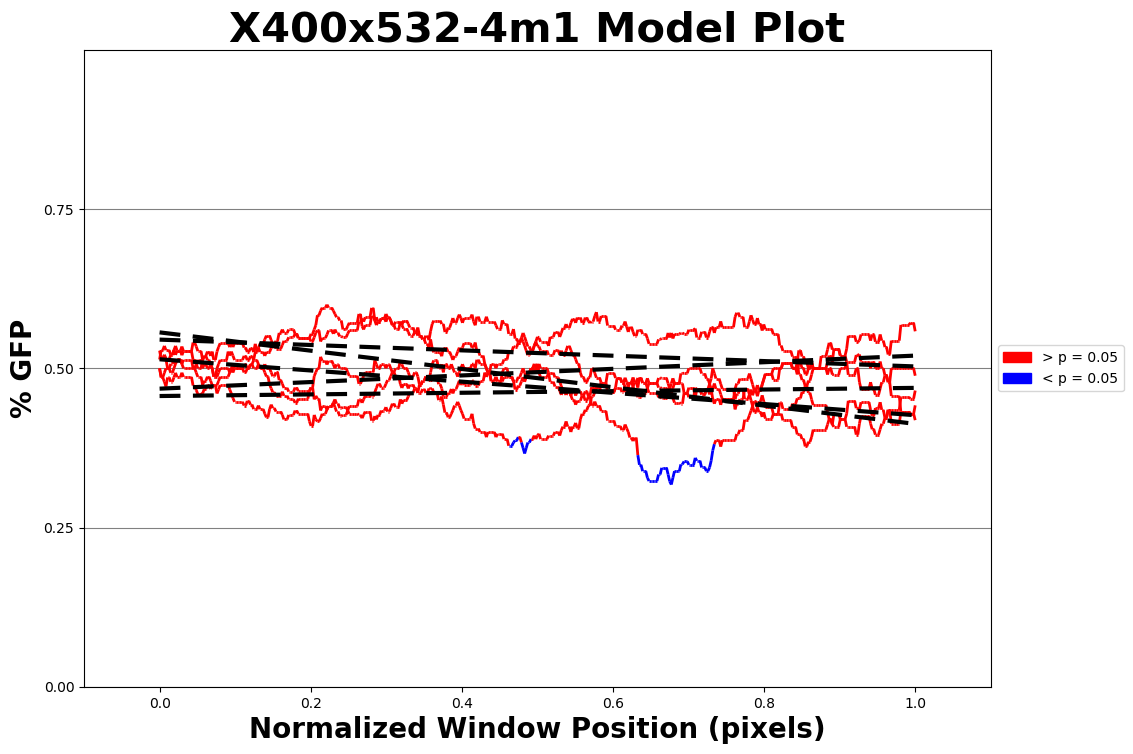 X400x532-4m1 Model Plot
% GFP
0.75
0.50
0.25
0.00
0.0 0.2 0.4 0.6 0.8 1.0
Normalized Window Position (pixels)
> p = 0.05
< p = 0.05